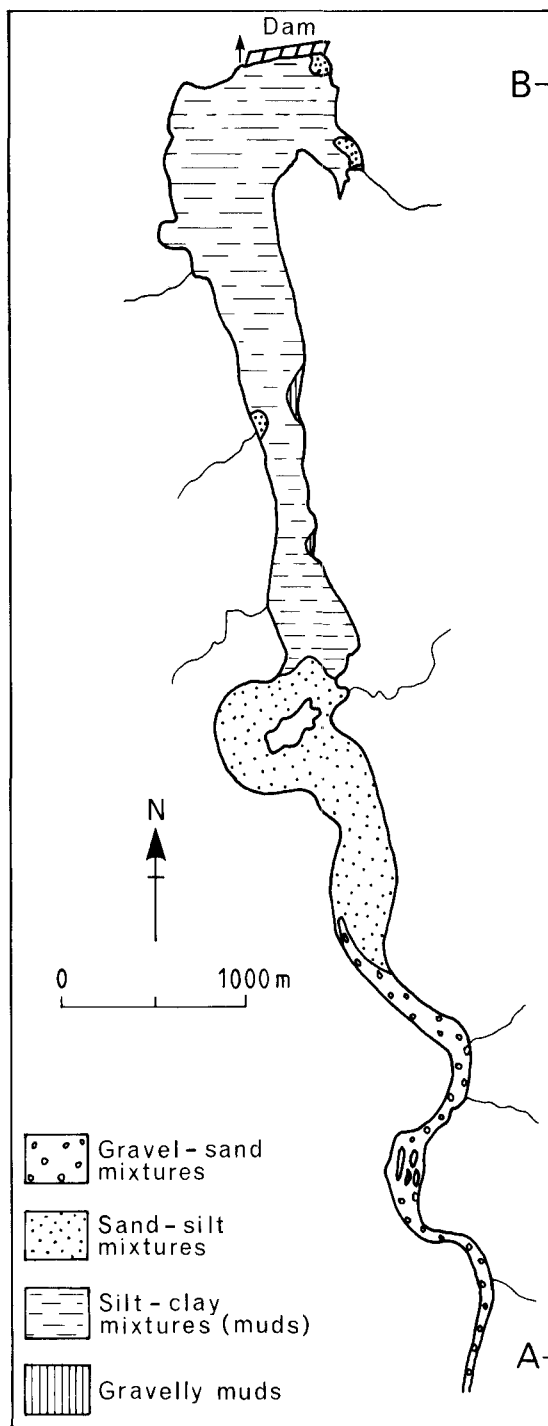 Dam
B
N
0 1000 m
Gravel-sand
mixtures
Sand-silt
mixtures
Silt-clay
mixtures (muds)
A
Gravelly muds